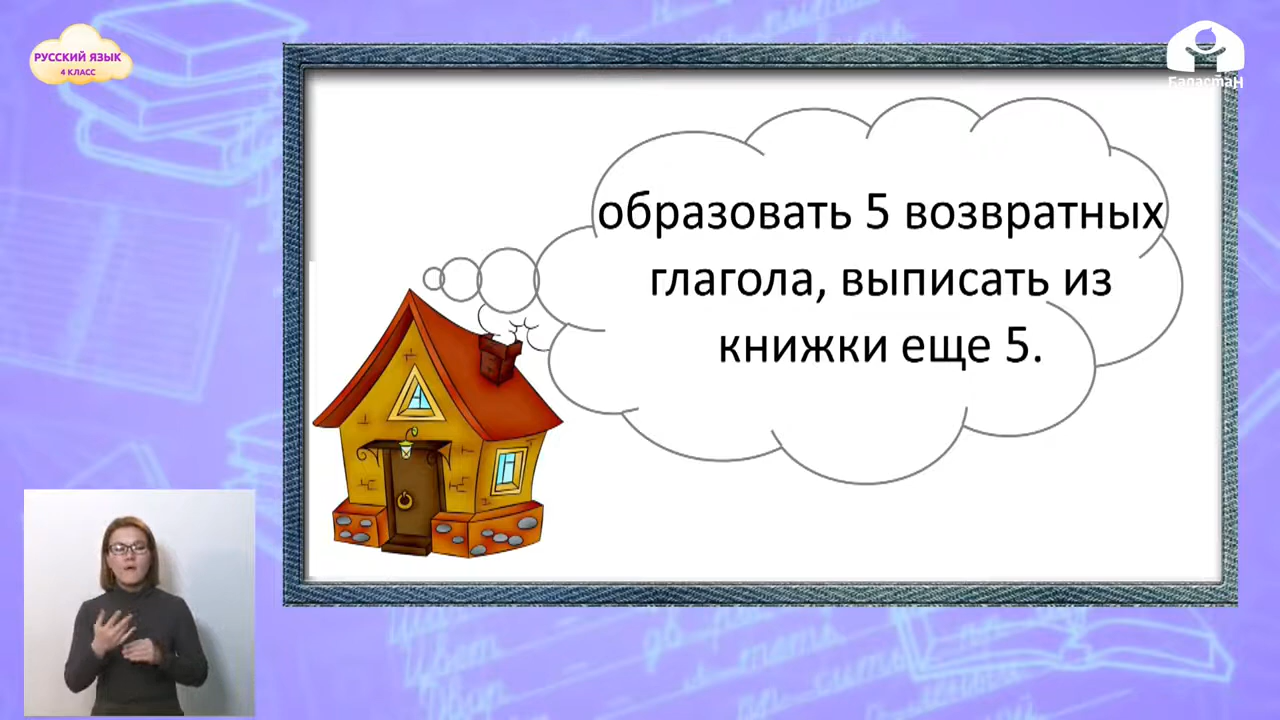 РУССКИЙ ЯЗЫК
4 КЛАСС
Баластан
образовать 5 возвратных
глагола, выписать из
книжки еще 5.